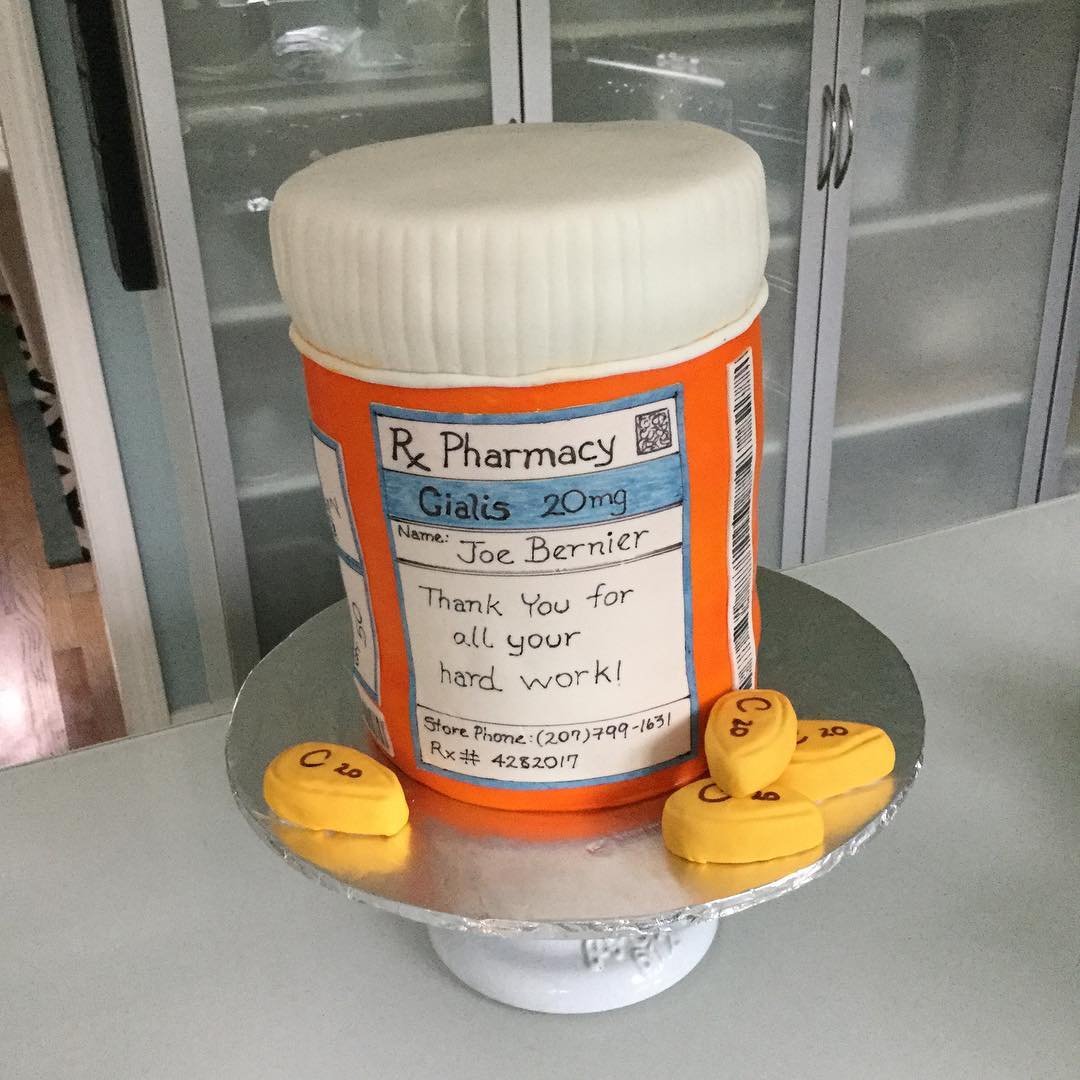 Rx Pharmacy
Cialis 20mg
Name: Joe Bernier
Thank You for
all your
hard work!
Store Phone: (207)799-1631
Rx# 4282017
C 20
C 20
C 20
C 20